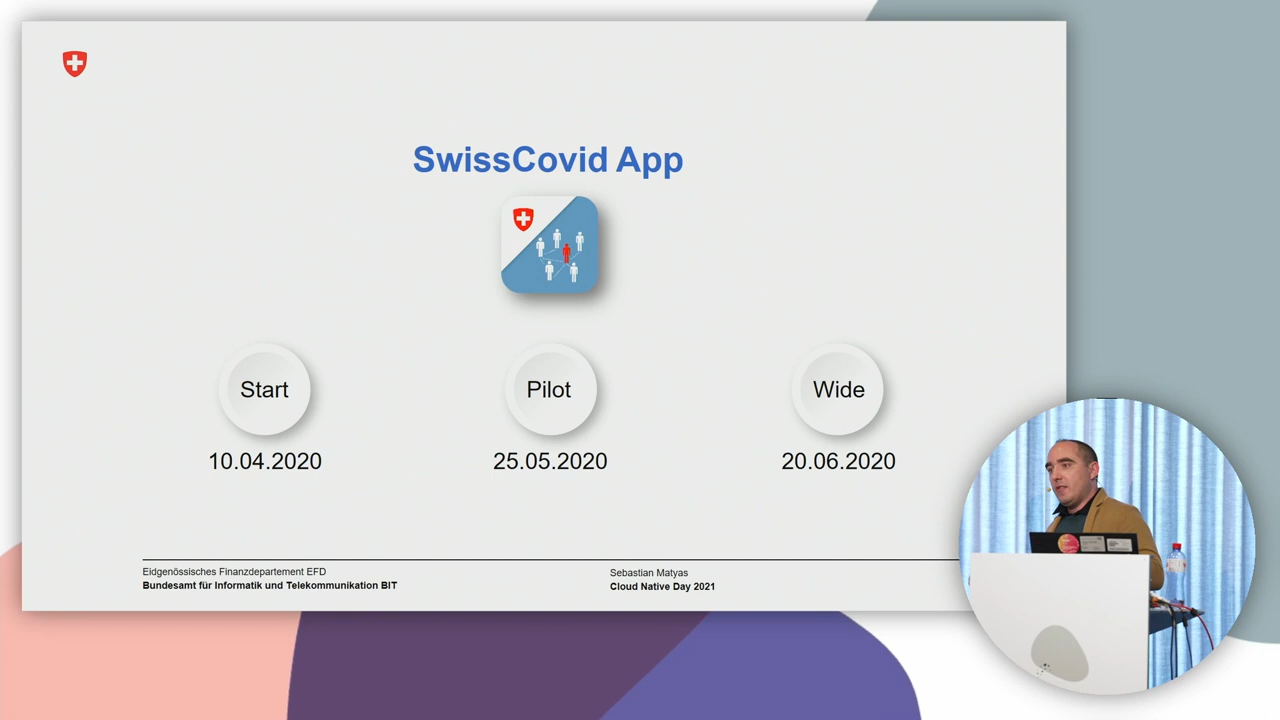 SwissCovid App
Start
Pilot
Wide
10.04.2020
25.05.2020
20.06.2020
Eidgenössisches Finanzdepartement EFD
Bundesamt für Informatik und Telekommunikation BIT
Sebastian Matyas
Cloud Native Day 2021